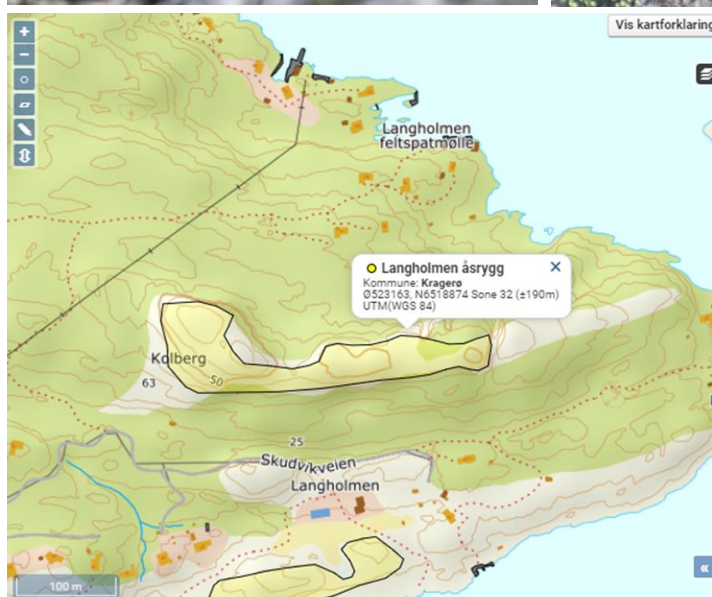 Vis kartforklaring
Langholmen
feltspatmølle
Langholmen åsrygg
Kommune: Kragerø
Ø523163, N6518874 Sone 32 (±190m)
UTM(WGS 84)
Kolberg
63
50
25
Skudvikveien
Langholmen
100 m